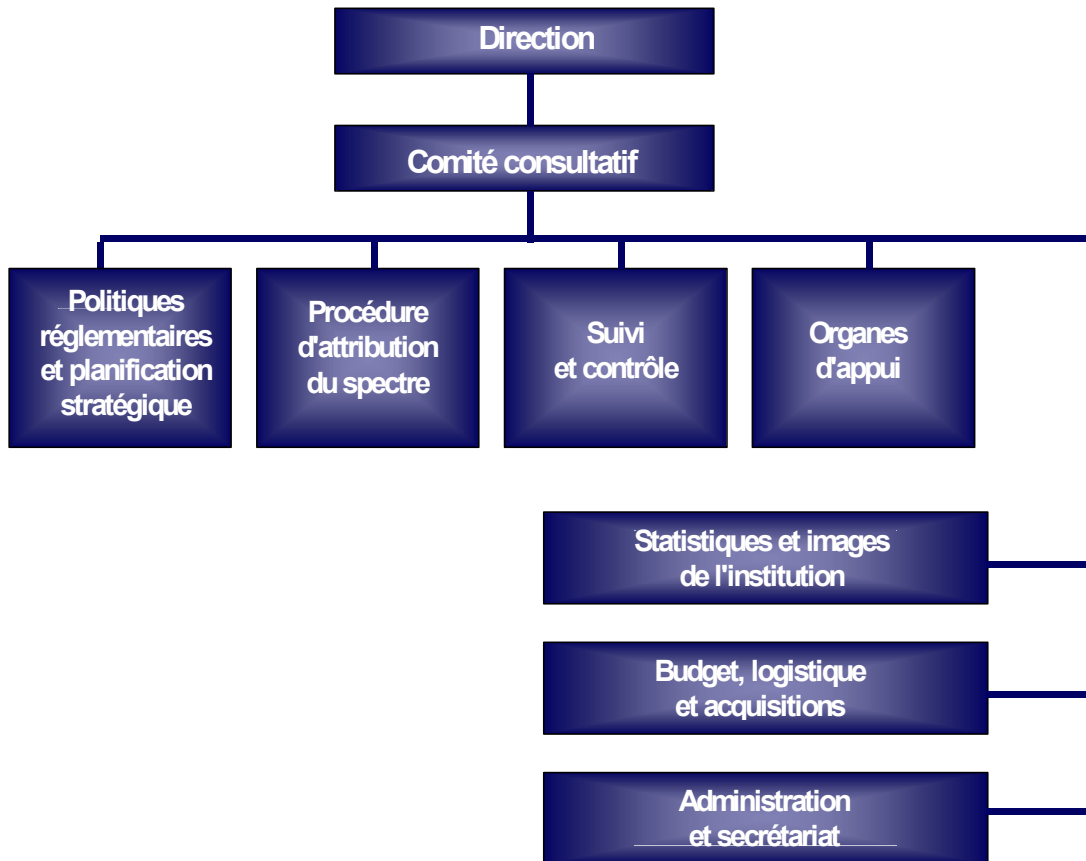 Direction
Comité consultatif
Politiques
réglementaires
et planification
stratégique
Procédure
d'attribution
du spectre
Suivi
et contrôle
Organes
d'appui
Statistiques et images
de l'institution
Budget, logistique
et acquisitions
Administration
et secrétariat